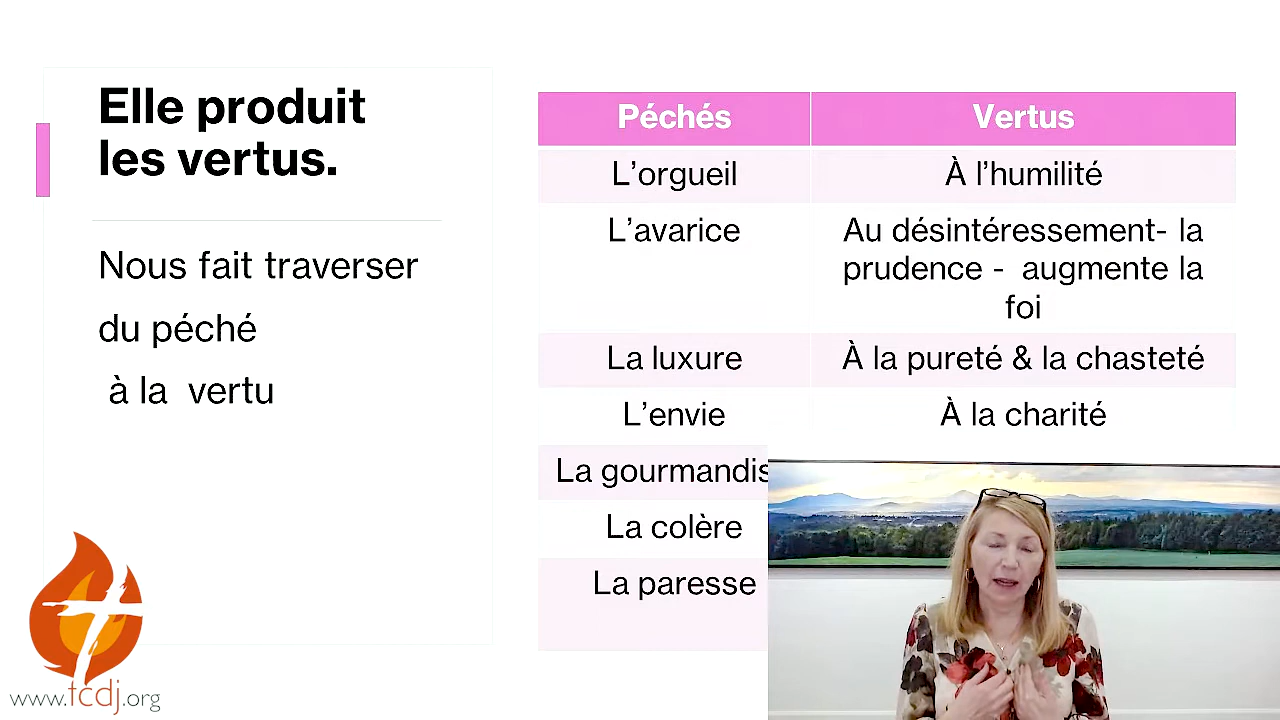 Elle produit
les vertus.
Nous fait traverser
du péché
à la vertu
Péchés Vertus
L’orgueil À l’humilité
L’avarice Au désintéressement- la
prudence - augmente la
foi
La luxure À la pureté & la chasteté
L’envie À la charité
La gourmandis
La colère
La paresse
www.tcdj.org